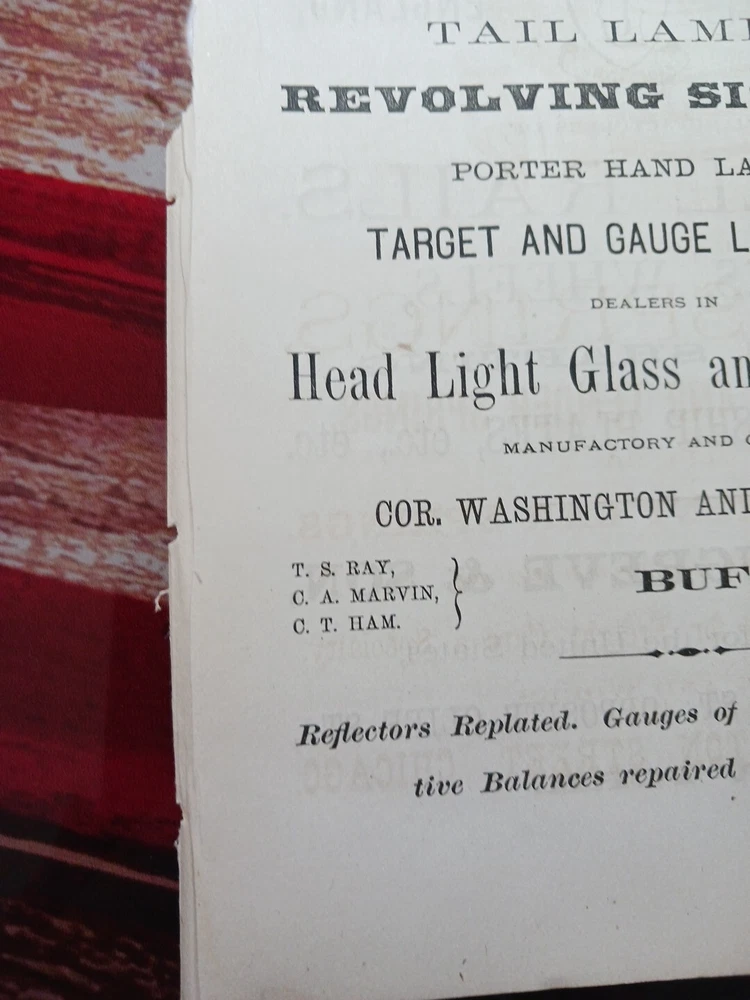 TAIL LAM
REVOLVING SI
PORTER HAND LA
TARGET AND GAUGE L
DEALERS IN
Head Light Glass an
MANUFACTORY AND
COR. WASHINGTON AND
T. S. RAY,
C. A. MARVIN,
C. T. HAM.
BUF
Reflectors Replated. Gauges of
tive Balances repaired